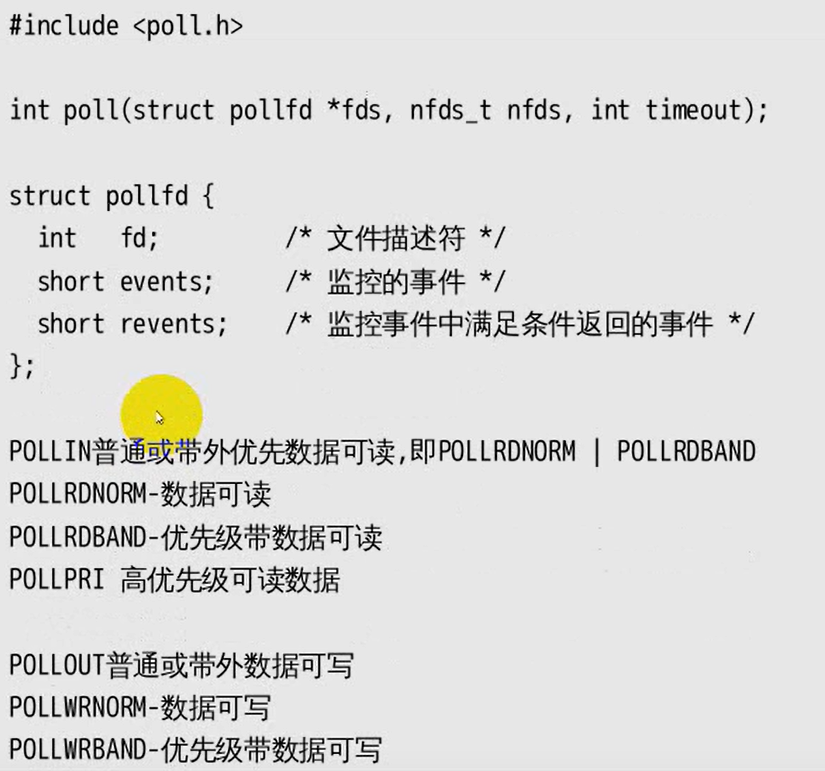 #include <poll.h>
int poll(struct pollfd *fds, nfds_t nfds, int timeout);
struct pollfd {
int fd; /* 文件描述符 */
short events; /* 监控的事件 */
short revents; /* 监控事件中满足条件返回的事件 */
};
POLLIN普通或带外优先数据可读,即POLLRDNORM | POLLRDBAND
POLLRDNORM-数据可读
POLLRDBAND-优先级带数据可读
POLLPRI 高优先级可读数据
POLLOUT普通或带外数据可写
POLLWRNORM-数据可写
POLLWRBAND-优先级带数据可写